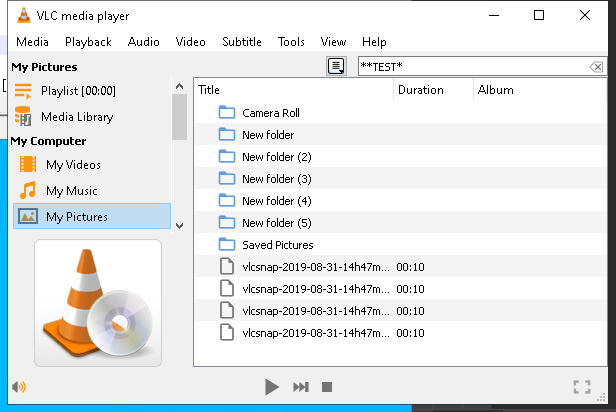 VLC media player
Media Playback Audio Video Subtitle Tools View Help
My Pictures
**TEST*
Playlist [00:00]
Media Library
My Computer
My Videos
My Music
My Pictures
Title Duration Album
Camera Roll
New folder
New folder (2)
New folder (3)
New folder (4)
New folder (5)
Saved Pictures
vlcsnap-2019-08-31-14h47m... 00:10
vlcsnap-2019-08-31-14h47m... 00:10
vlcsnap-2019-08-31-14h47m... 00:10
vlcsnap-2019-08-31-14h47m... 00:10